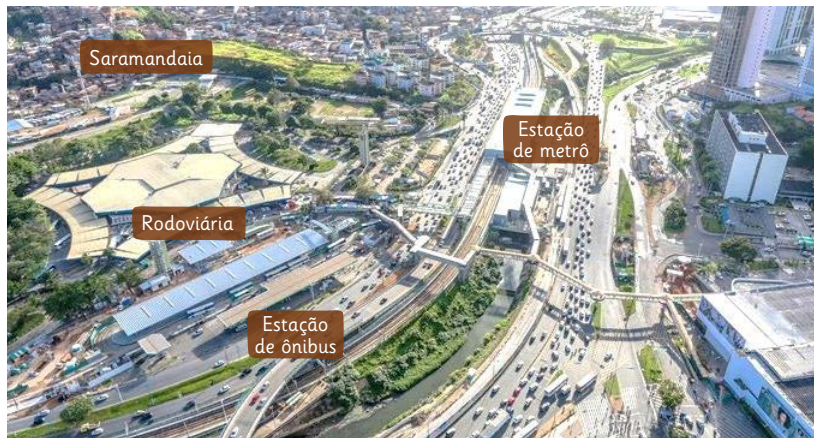 Saramandaia
Estação
de metrô
Rodoviária
Estação
de ônibus